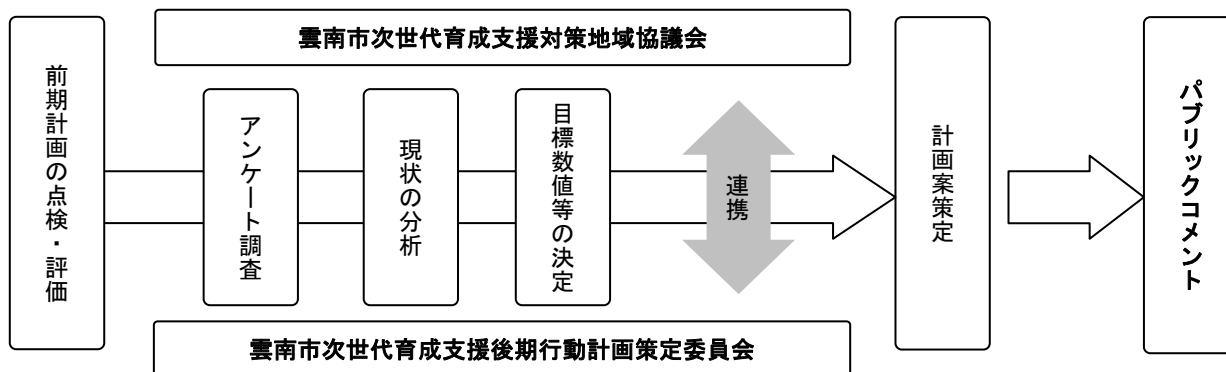 雲南市次世代育成支援対策地域協議会
前期計画の点検・評価
アンケート調査
現状の分析
目標数値等の決定
連携
計画案策定
パブリックコメント
雲南市次世代育成支援後期行動計画策定委員会